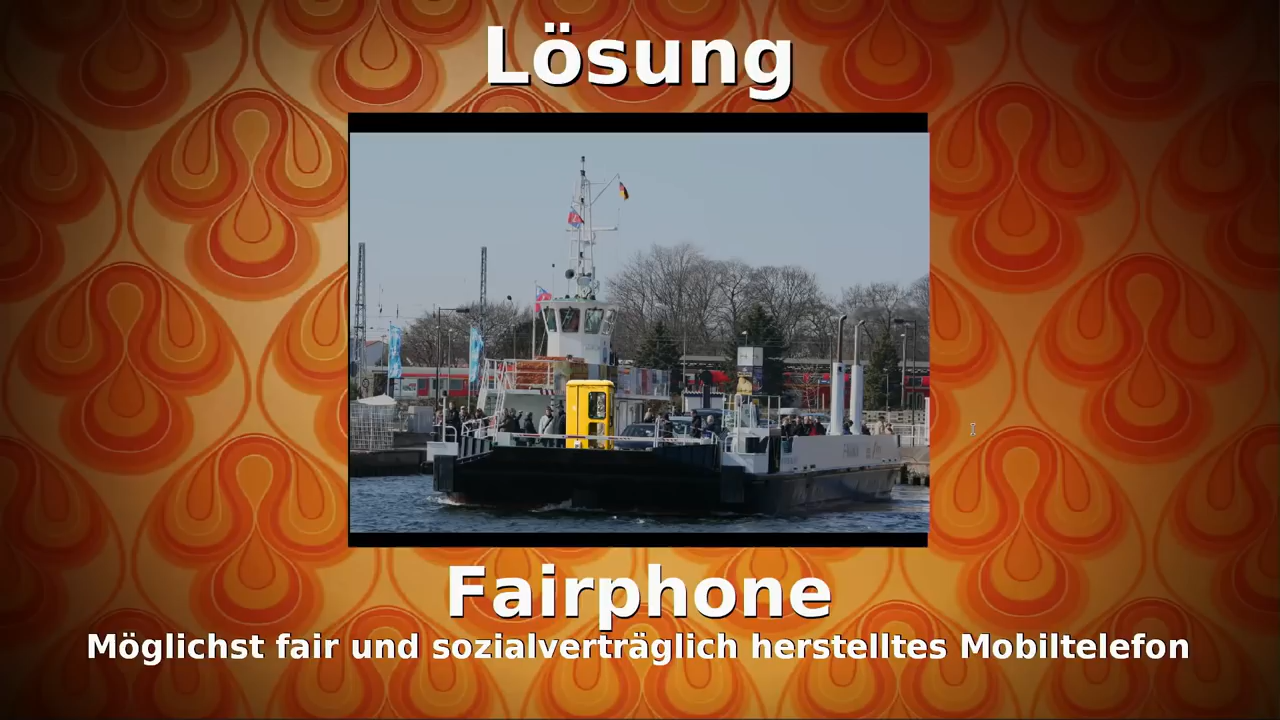 Lösung
Fairphone
Möglichst fair und sozialverträglich herstelltes Mobiltelefon